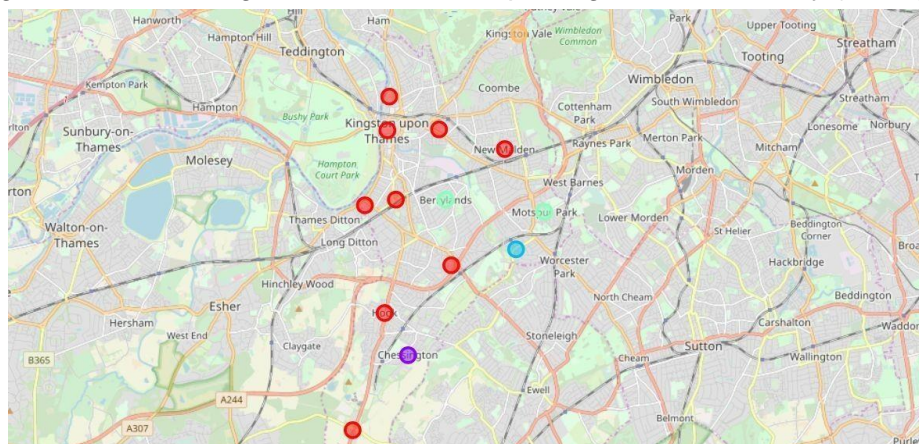 Hanworth
Ham
Hampton Hill
Teddington
Kingston Vale
Wimbledon
Common
Park
Upper Tooting
Streatham
Tooting
Kempton Park
Wimbledon
Coombe
Hampton
Bushy Park
Cottenham
Park
South Wimbledon
Streatham
Sunbury-on-
Thames
Kingston upon
Thames
Lonesome
Norbury
Merton Park
Raynes Park
Mitcham
Molesey
Hampton
Court Park
Morden
West Barnes
Walton-on-
Thames
Thames Ditton
Berrylands
Motspur Park
Lower Morden
St Helier
Beddington
Corner
Long Ditton
Worcester
Park
Hackbridge
Hinchley Wood
Esher
North Cheam
Beddington
Hersham
West End
Hook
Stoneleigh
Carshalton
Claygate
Sutton
B365
Chessington
Cheam
Wallington
Ewell
A244
Belmont
A307